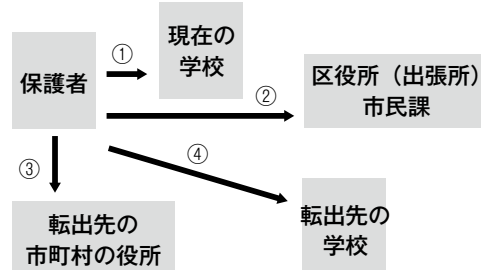 保護者
①
現在の
学校
②
区役所（出張所）
市民課
③
転出先の
市町村の役所
④
転出先の
学校